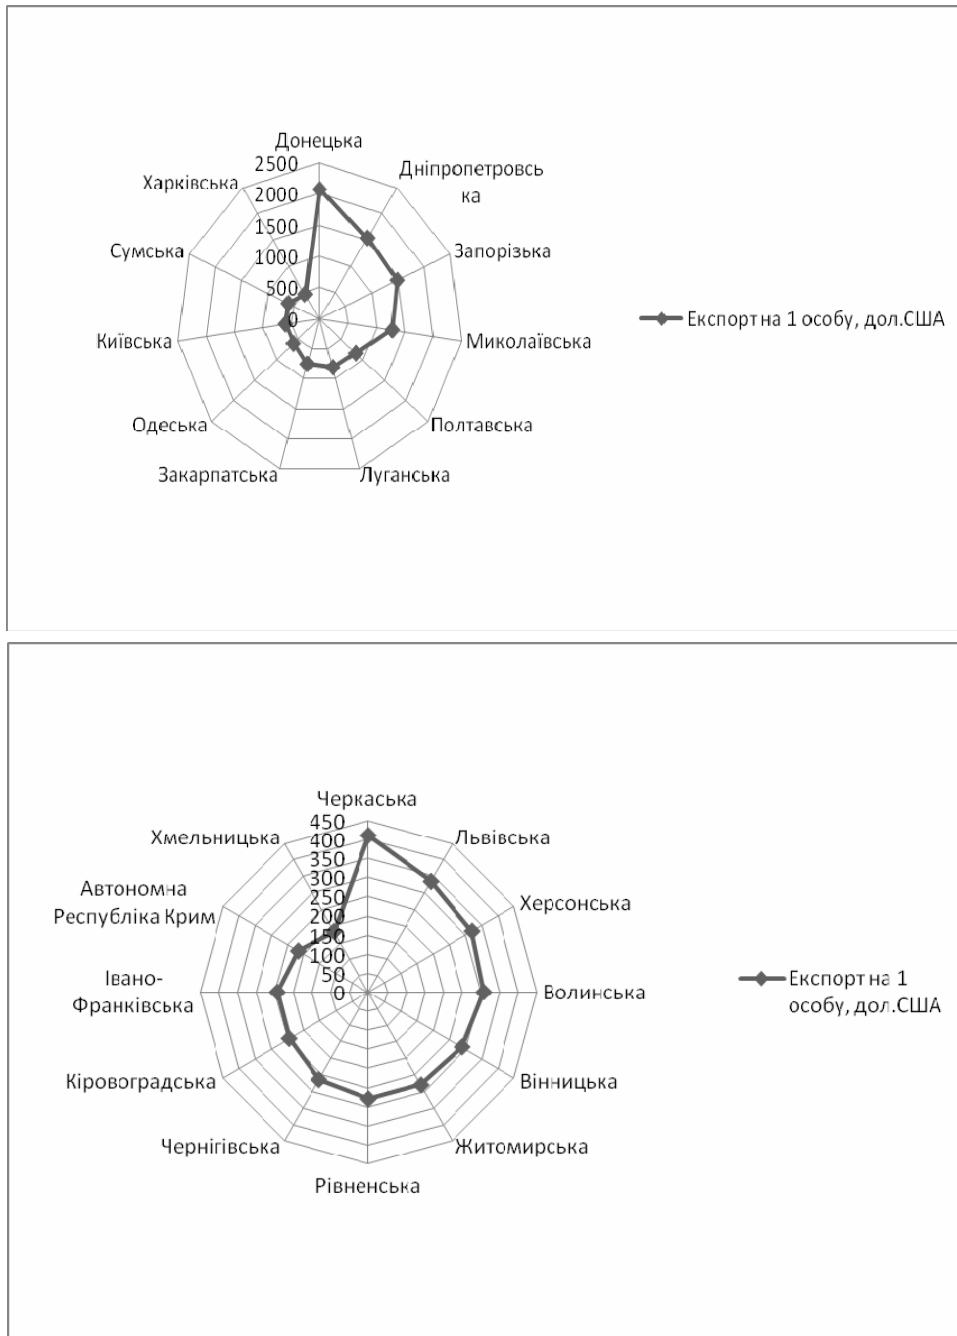 Донецька
2500
2000
1500
1000
500
0
Дніпропетровсь
ка
Запорізька
Миколаївська
Полтавська
Луганська
Закарпатська
Одеська
Київська
Сумська
Харківська
Експорт на 1 особу, дол.США
Черкаська
450
400
350
300
250
200
150
100
50
0
Львівська
Херсонська
Волинська
Вінницька
Житомирська
Рівненська
Чернігівська
Кіровоградська
Івано-
Франківська
Автономна
Республіка Крим
Хмельницька
Експорт на 1
особу, дол.США